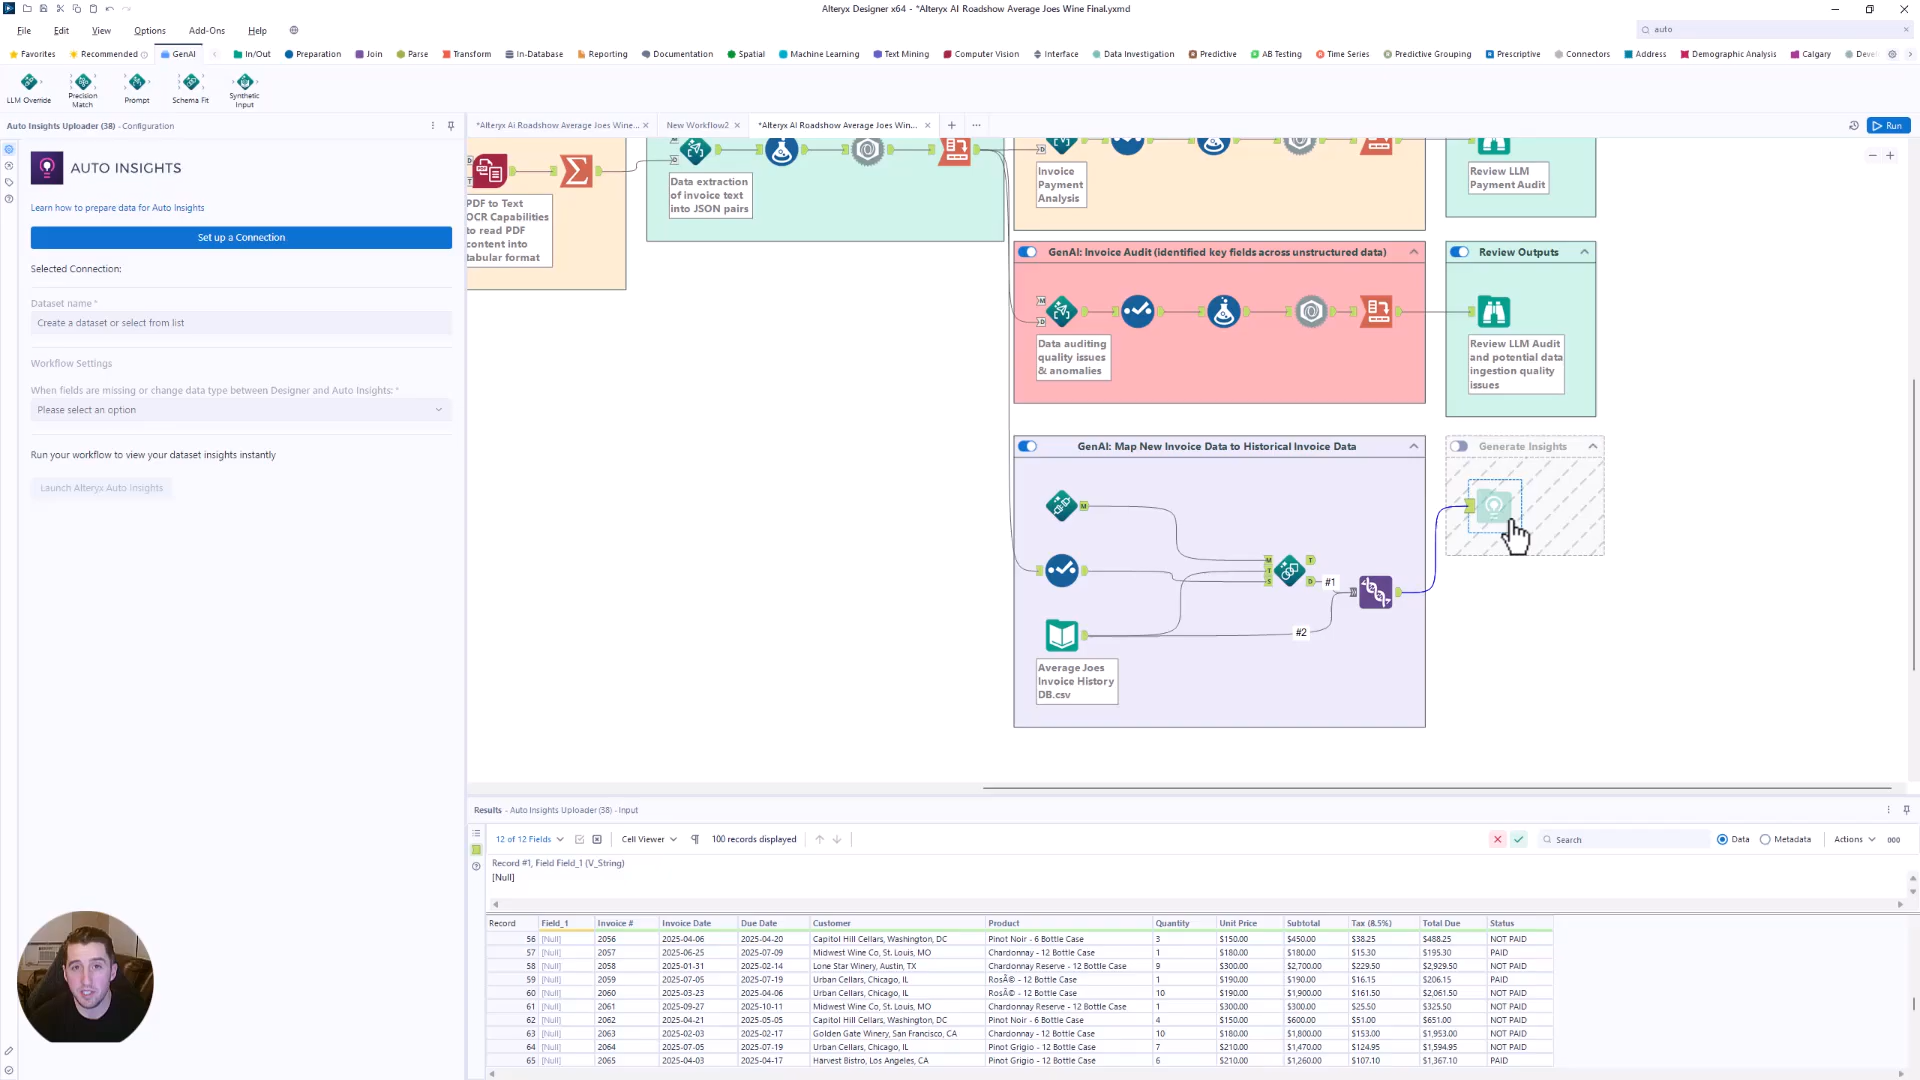 Alteryx Designer x64 - *Alteryx AI Roadshow Average Joes Wine Final.yxmd
File Edit View Options Add-Ons Help
auto
Favorites Recommended GenAI In/Out Preparation Join Parse Transform In-Database Reporting Documentation Spatial Machine Learning Text Mining Computer Vision Interface Data Investigation Predictive AB Testing Time Series Predictive Grouping Prescriptive Connectors Address Demographic Analysis Calgary Deve
LLM Override
Precision
Match
Prompt
Schema Fit
Synthetic
Input
Auto Insights Uploader (38) - Configuration
AUTO INSIGHTS
Learn how to prepare data for Auto Insights
Set up a Connection
Selected Connection:
Dataset name *
Create a dataset or select from list
Workflow Settings
When fields are missing or change data type between Designer and Auto Insights: *
Please select an option
Run your workflow to view your dataset insights instantly
Launch Alteryx Auto Insights
*Alteryx Ai Roadshow Average Joes Wine...
New Workflow2
*Alteryx AI Roadshow Average Joes Win...
Run
PDF to Text
OCR Capabilities
to read PDF
content into
tabular format
Data extraction
of invoice text
into JSON pairs
Invoice
Payment
Analysis
Review LLM
Payment Audit
GenAI: Invoice Audit (identified key fields across unstructured data)
Data auditing
quality issues
& anomalies
Review Outputs
Review LLM Audit
and potential data
ingestion quality
issues
GenAI: Map New Invoice Data to Historical Invoice Data
#1
#2
Average Joes
Invoice History
DB.csv
Generate Insights
Results - Auto Insights Uploader (38) - Input
12 of 12 Fields Cell Viewer 100 records displayed Search Data Metadata Actions 000
Record #1, Field Field_1 (V_String)
[Null]
Record Field_1 Invoice # Invoice Date Due Date Customer Product Quantity Unit Price Subtotal Tax (8.5%) Total Due Status
56 [Null] 2056 2025-04-06 2025-04-20 Capitol Hill Cellars, Washington, DC Pinot Noir - 6 Bottle Case 3 $150.00 $450.00 $38.25 $488.25 NOT PAID
57 [Null] 2057 2025-06-25 2025-07-09 Midwest Wine Co, St. Louis, MO Chardonnay - 12 Bottle Case 1 $180.00 $180.00 $15.30 $195.30 PAID
58 [Null] 2058 2025-01-31 2025-02-14 Lone Star Winery, Austin, TX Chardonnay Reserve - 12 Bottle Case 9 $300.00 $2,700.00 $229.50 $2,929.50 NOT PAID
59 [Null] 2059 2025-07-05 2025-07-19 Urban Cellars, Chicago, IL RosÃ© - 12 Bottle Case 1 $190.00 $190.00 $16.15 $206.15 PAID
60 [Null] 2060 2025-03-23 2025-04-06 Urban Cellars, Chicago, IL RosÃ© - 12 Bottle Case 10 $190.00 $1,900.00 $161.50 $2,061.50 NOT PAID
61 [Null] 2061 2025-09-27 2025-10-11 Midwest Wine Co, St. Louis, MO Chardonnay Reserve - 12 Bottle Case 1 $300.00 $300.00 $25.50 $325.50 NOT PAID
62 [Null] 2062 2025-04-21 2025-05-05 Capitol Hill Cellars, Washington, DC Pinot Noir - 6 Bottle Case 4 $150.00 $600.00 $51.00 $651.00 NOT PAID
63 [Null] 2063 2025-02-03 2025-02-17 Golden Gate Winery, San Francisco, CA Chardonnay - 12 Bottle Case 10 $180.00 $1,800.00 $153.00 $1,953.00 NOT PAID
64 [Null] 2064 2025-07-05 2025-07-19 Urban Cellars, Chicago, IL Pinot Grigio - 12 Bottle Case 7 $210.00 $1,470.00 $124.95 $1,594.95 NOT PAID
65 [Null] 2065 2025-04-03 2025-04-17 Harvest Bistro, Los Angeles, CA Pinot Grigio - 12 Bottle Case 6 $210.00 $1,260.00 $107.10 $1,367.10 PAID